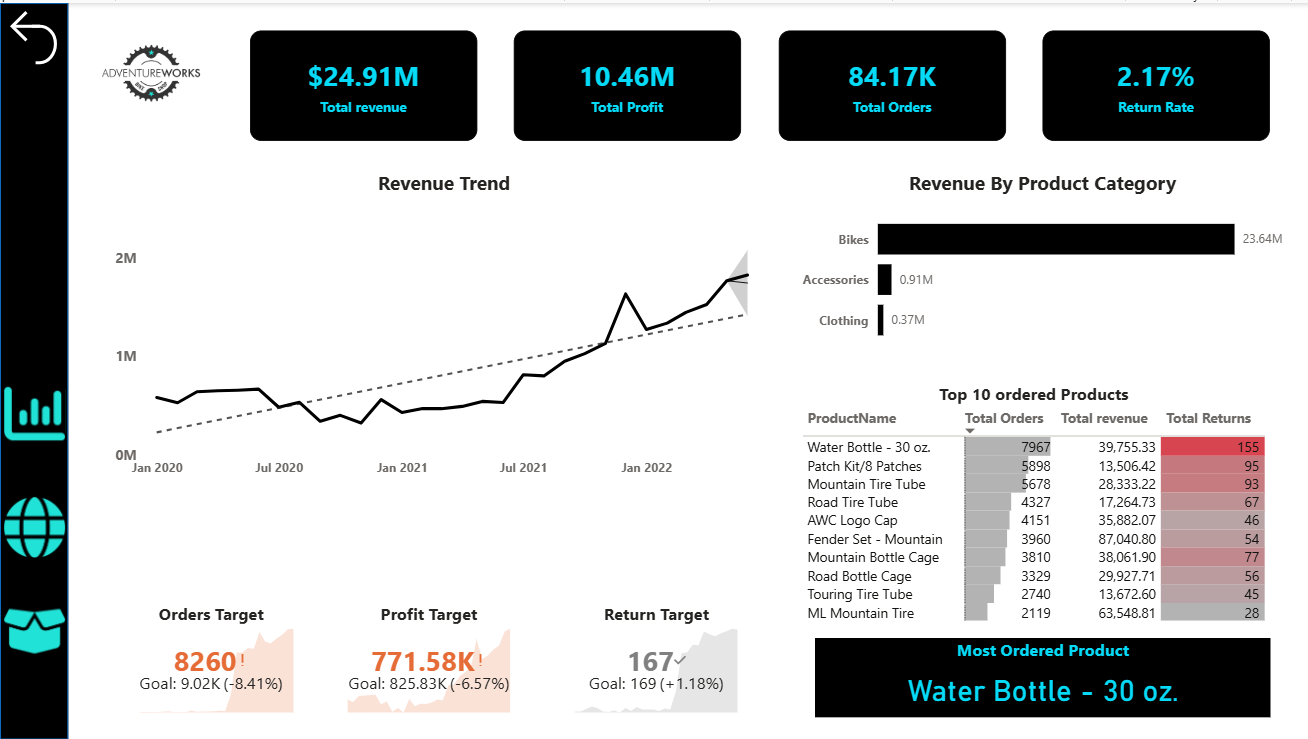 ADVENTUREWORKS
BIKE SHOP
$24.91M
Total revenue
10.46M
Total Profit
84.17K
Total Orders
2.17%
Return Rate
Revenue Trend
2M
1M
0M
Jan 2020 Jul 2020 Jan 2021 Jul 2021 Jan 2022
Revenue By Product Category
Bikes 23.64M
Accessories 0.91M
Clothing 0.37M
Top 10 ordered Products
ProductName Total Orders Total revenue Total Returns
Water Bottle - 30 oz. 7967 39,755.33 155
Patch Kit/8 Patches 5898 13,506.42 95
Mountain Tire Tube 5678 28,333.22 93
Road Tire Tube 4327 17,264.73 67
AWC Logo Cap 4151 35,882.07 46
Fender Set - Mountain 3960 87,040.80 54
Mountain Bottle Cage 3810 38,061.90 77
Road Bottle Cage 3329 29,927.71 56
Touring Tire Tube 2740 13,672.60 45
ML Mountain Tire 2119 63,548.81 28
Orders Target
8260!
Goal: 9.02K (-8.41%)
Profit Target
771.58K!
Goal: 825.83K (-6.57%)
Return Target
167✓
Goal: 169 (+1.18%)
Most Ordered Product
Water Bottle - 30 oz.